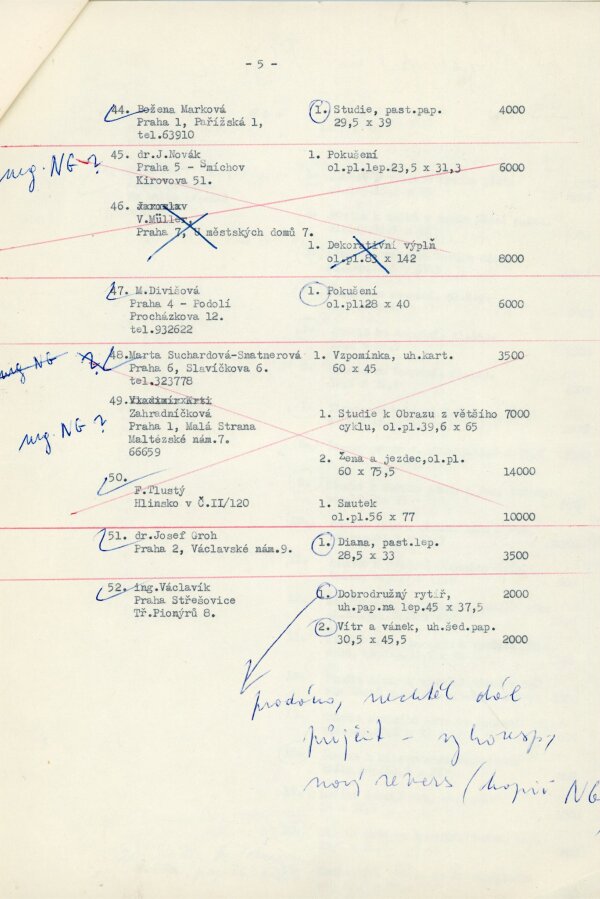 - 5 -
44. Božena Marková 1. Studie, past.pap. 4000
Praha 1, Pařížská 1, 29,5 x 39
tel.63910
45. dr.J.Novák 1. Pokušení
neg. NG ? Praha 5 - Smíchov ol.pl.lep.23,5 x 31,3 6000
Kirovova 51.
46. Jaroslav
V.Müller,
Praha 7, U městských domů 7.
1. Dekorativní výplň
ol.pl.83 x 142 8000
47. M.Divišová 1. Pokušení
Praha 4 - Podolí ol.pl.128 x 40 6000
Procházkova 12.
tel.932622
neg NG ? 48.Marta Suchardová-Smatnerová 1. Vzpomínka, uh.kart. 3500
Praha 6, Slavíčkova 6. 60 x 45
tel.323778
49.
Zahradníčková 1. Studie k Obrazu z většího 7000
neg. NG ? Praha 1, Malá Strana cyklu, ol.pl.39,6 x 65
Maltézské nám.7.
66659 2. Žena a jezdec,ol.pl.
60 x 75,5 14000
50.
F.Tlustý 1. Smutek
Hlinsko v Č.II/120 ol.pl.56 x 77 10000
51. dr.Josef Groh 1. Diana, past.lep.
Praha 2, Václavské nám.9. 28,5 x 33 3500
52. ing.Václavík 1. Dobrodružný rytíř, 2000
Praha Střešovice uh.pap.na lep.45 x 37,5
Tř.Pionýrů 8.
2. Vítr a vánek, uh.šed.pap.
30,5 x 45,5 2000
prodáno, nechtěl dál
půjčit -
nový revers (kopii NG